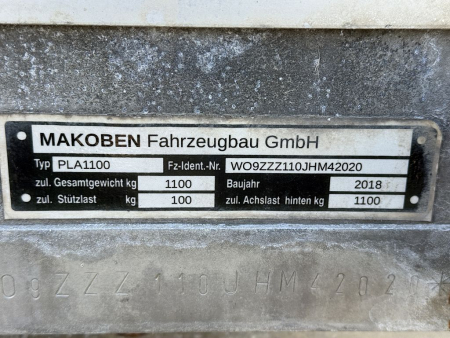 MAKOBEN Fahrzeugbau GmbH
Typ PLA1100 Fz-Ident.-Nr. WO9ZZZ110JHM42020
zul. Gesamtgewicht kg 1100 Baujahr 2018
zul. Stützlast kg 100 zul. Achslast hinten kg 1100
O9ZZZ110JHM42020*